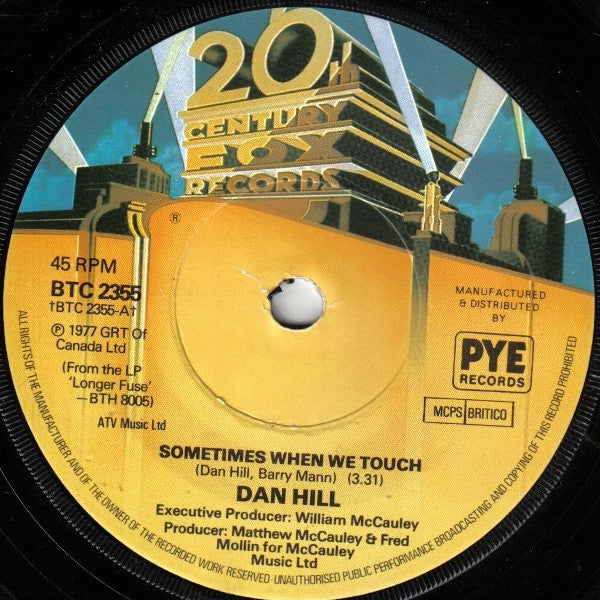 20th
CENTURY
FOX
RECORDS
®
45 RPM
BTC 2355
†BTC 2355-A†
℗ 1977 GRT Of
Canada Ltd
(From the LP
'Longer Fuse'
—BTH 8005)
ATV Music Ltd
MANUFACTURED
& DISTRIBUTED
BY
PYE
RECORDS
MCPS BRITICO
SOMETIMES WHEN WE TOUCH
(Dan Hill, Barry Mann) (3.31)
DAN HILL
Executive Producer: William McCauley
Producer: Matthew McCauley & Fred
Mollin for McCauley
Music Ltd
ALL RIGHTS OF THE MANUFACTURER AND OF THE OWNER OF THE RECORDED WORK RESERVED UNAUTHORISED PUBLIC PERFORMANCE BROADCASTING AND COPYING OF THIS RECORD PROHIBITED